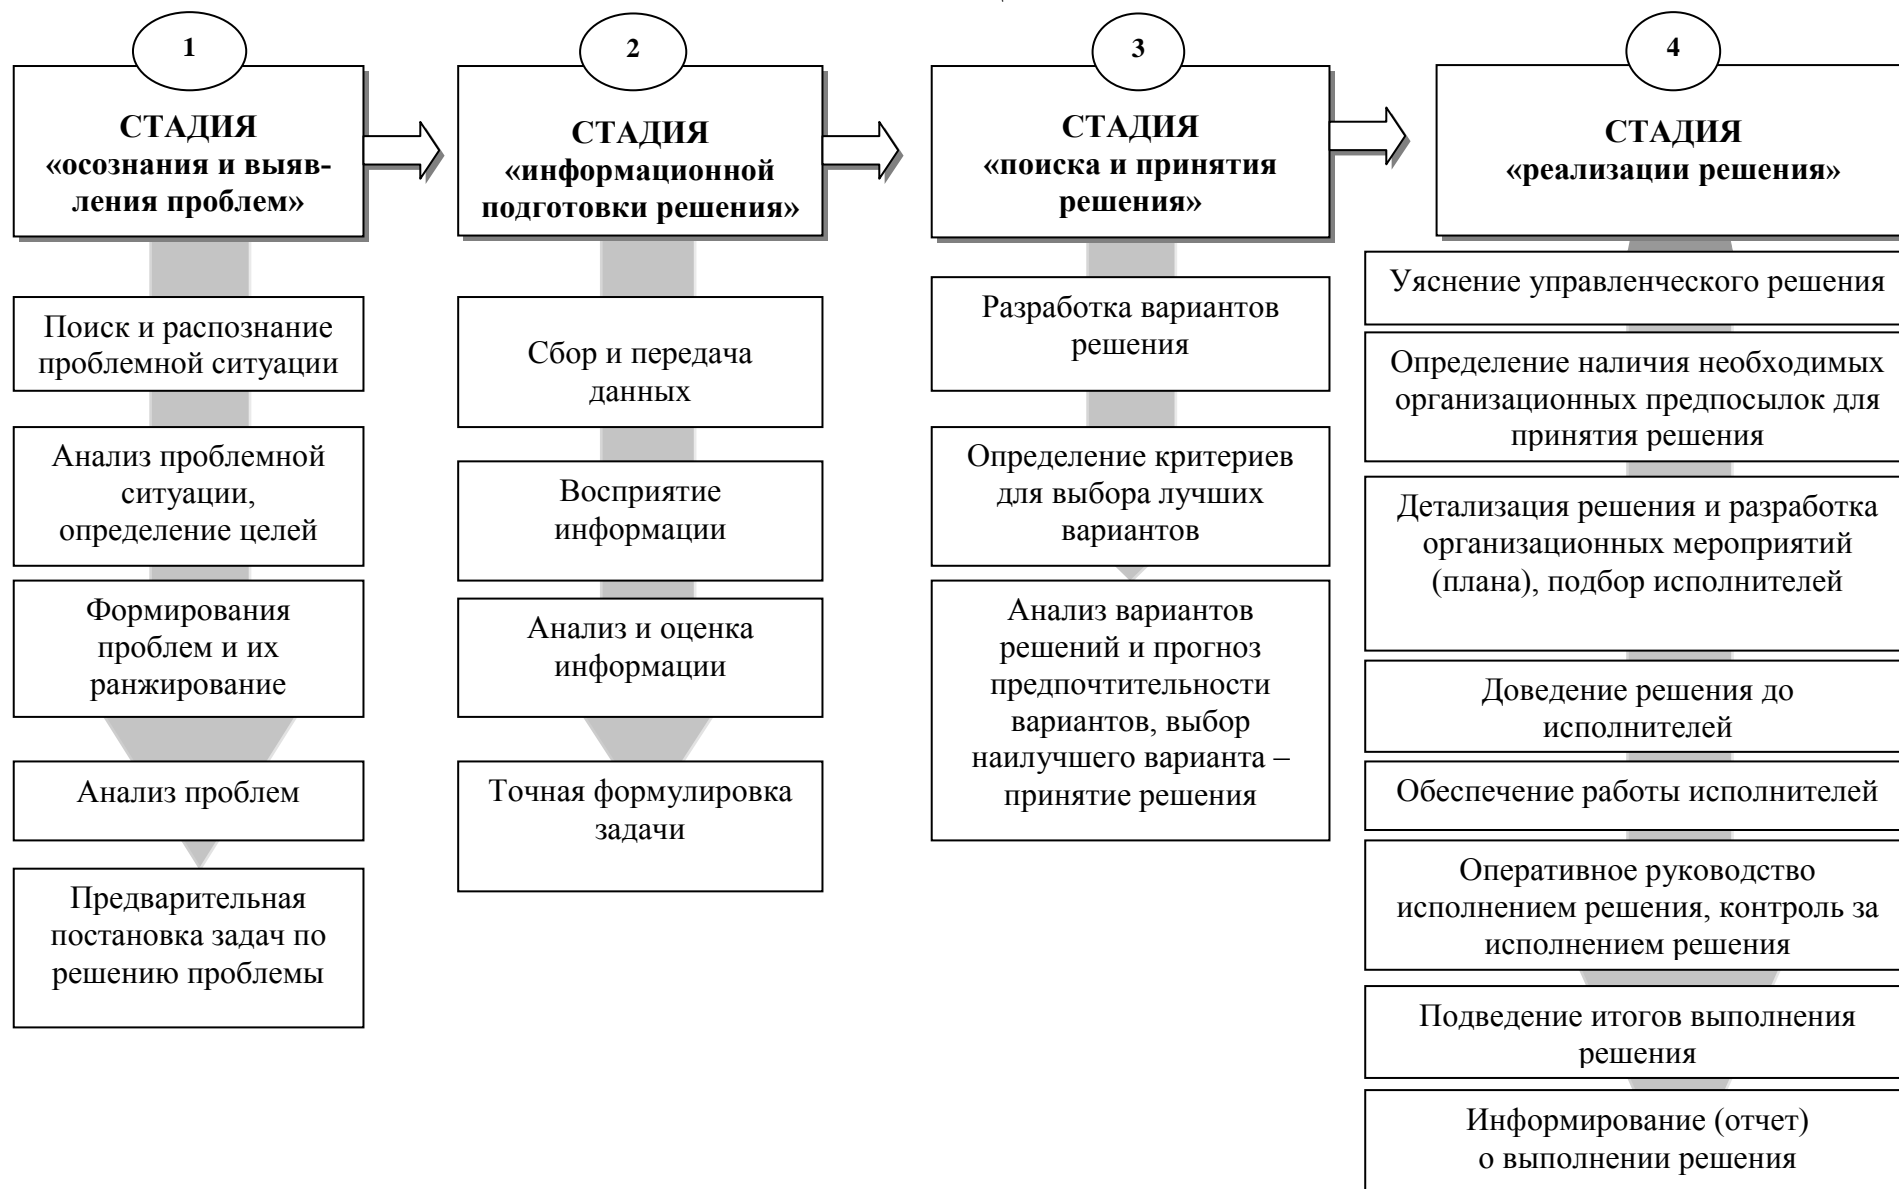 1
СТАДИЯ
«осознания и выяв-
ления проблем»
Поиск и распознание
проблемной ситуации
Анализ проблемной
ситуации,
определение целей
Формирования
проблем и их
ранжирование
Анализ проблем
Предварительная
постановка задач по
решению проблемы
2
СТАДИЯ
«информационной
подготовки решения»
Сбор и передача
данных
Восприятие
информации
Анализ и оценка
информации
Точная формулировка
задачи
3
СТАДИЯ
«поиска и принятия
решения»
Разработка вариантов
решения
Определение критериев
для выбора лучших
вариантов
Анализ вариантов
решений и прогноз
предпочтительности
вариантов, выбор
наилучшего варианта –
принятие решения
4
СТАДИЯ
«реализации решения»
Уяснение управленческого решения
Определение наличия необходимых
организационных предпосылок для
принятия решения
Детализация решения и разработка
организационных мероприятий
(плана), подбор исполнителей
Доведение решения до
исполнителей
Обеспечение работы исполнителей
Оперативное руководство
исполнением решения, контроль за
исполнением решения
Подведение итогов выполнения
решения
Информирование (отчет)
о выполнении решения